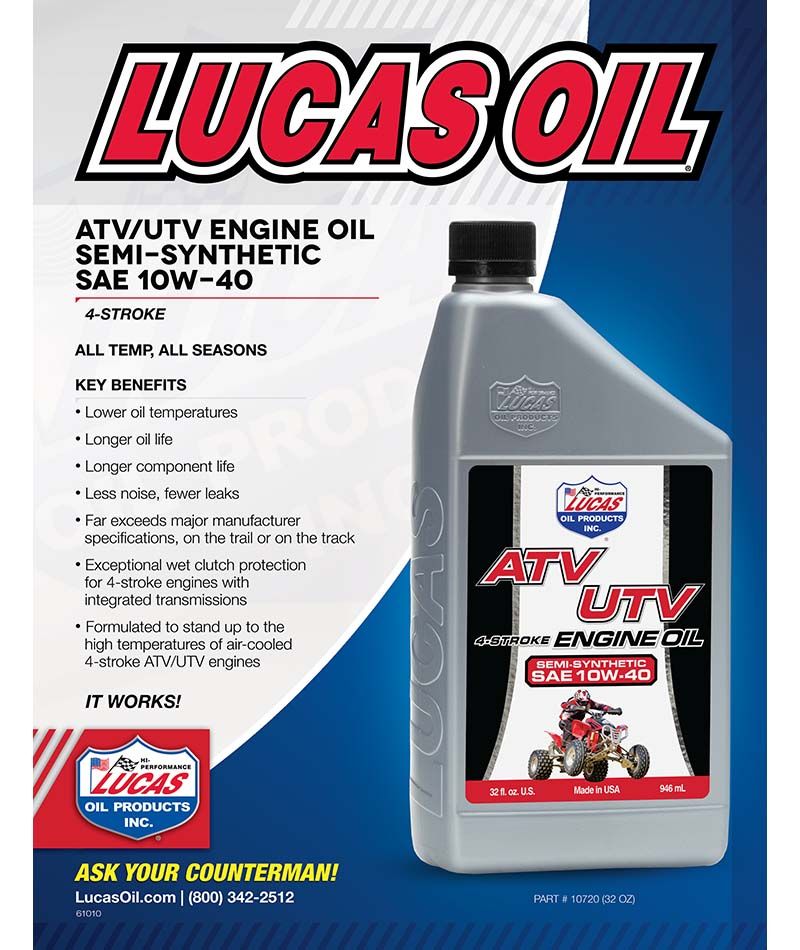 LUCAS OIL
ATV/UTV ENGINE OIL
SEMI-SYNTHETIC
SAE 10W-40
4-STROKE
ALL TEMP, ALL SEASONS
KEY BENEFITS
• Lower oil temperatures
• Longer oil life
• Longer component life
• Less noise, fewer leaks
• Far exceeds major manufacturer
specifications, on the trail or on the track
• Exceptional wet clutch protection
for 4-stroke engines with
integrated transmissions
• Formulated to stand up to the
high temperatures of air-cooled
4-stroke ATV/UTV engines
IT WORKS!
HI-
PERFORMANCE
LUCAS
OIL PRODUCTS
INC.
®
ASK YOUR COUNTERMAN!
LucasOil.com | (800) 342-2512
61010
LUCAS
OIL PRODUCTS
INC.
LUCAS
HI-
PERFORMANCE
LUCAS
OIL PRODUCTS
INC.
®
ATV
UTV
4-STROKE ENGINE OIL
SEMI-SYNTHETIC
SAE 10W-40
32 fl. oz. U.S. Made in USA 946 mL
PART # 10720 (32 OZ)